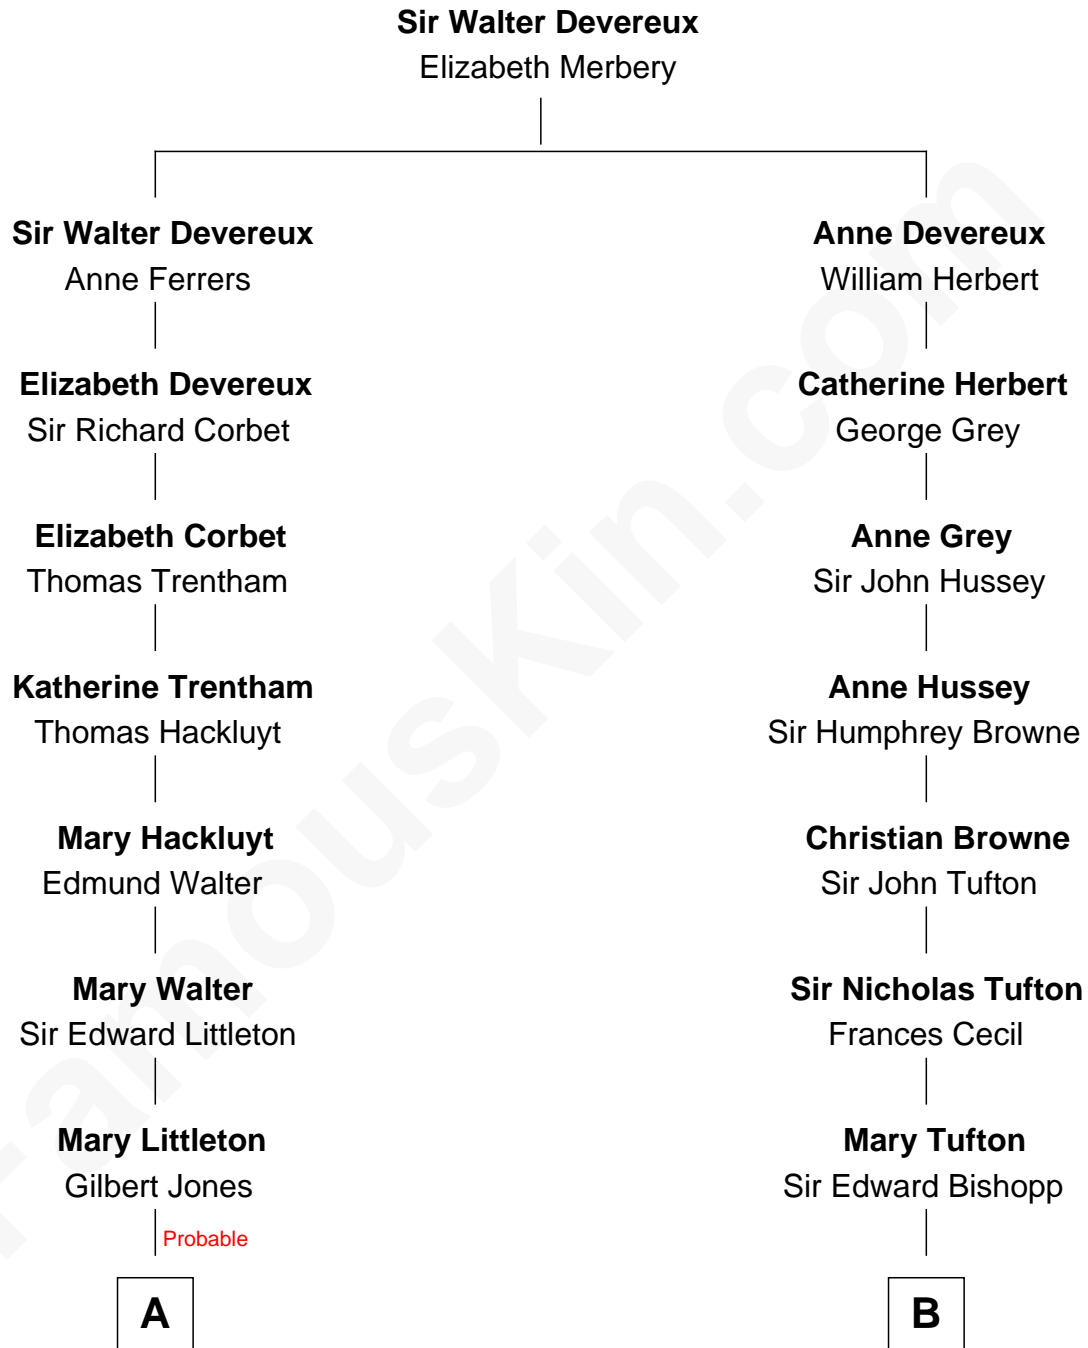 Sir Walter Devereux
Elizabeth Merbery
Sir Walter Devereux
Anne Ferrers
Anne Devereux
William Herbert
Elizabeth Devereux
Sir Richard Corbet
Catherine Herbert
George Grey
Elizabeth Corbet
Thomas Trentham
Anne Grey
Sir John Hussey
Katherine Trentham
Thomas Hackluyt
Anne Hussey
Sir Humphrey Browne
Mary Hackluyt
Edmund Walter
Christian Browne
Sir John Tufton
Mary Walter
Sir Edward Littleton
Sir Nicholas Tufton
Frances Cecil
Mary Littleton
Gilbert Jones
Mary Tufton
Sir Edward Bishopp
Probable
A
B
FamousKin.com